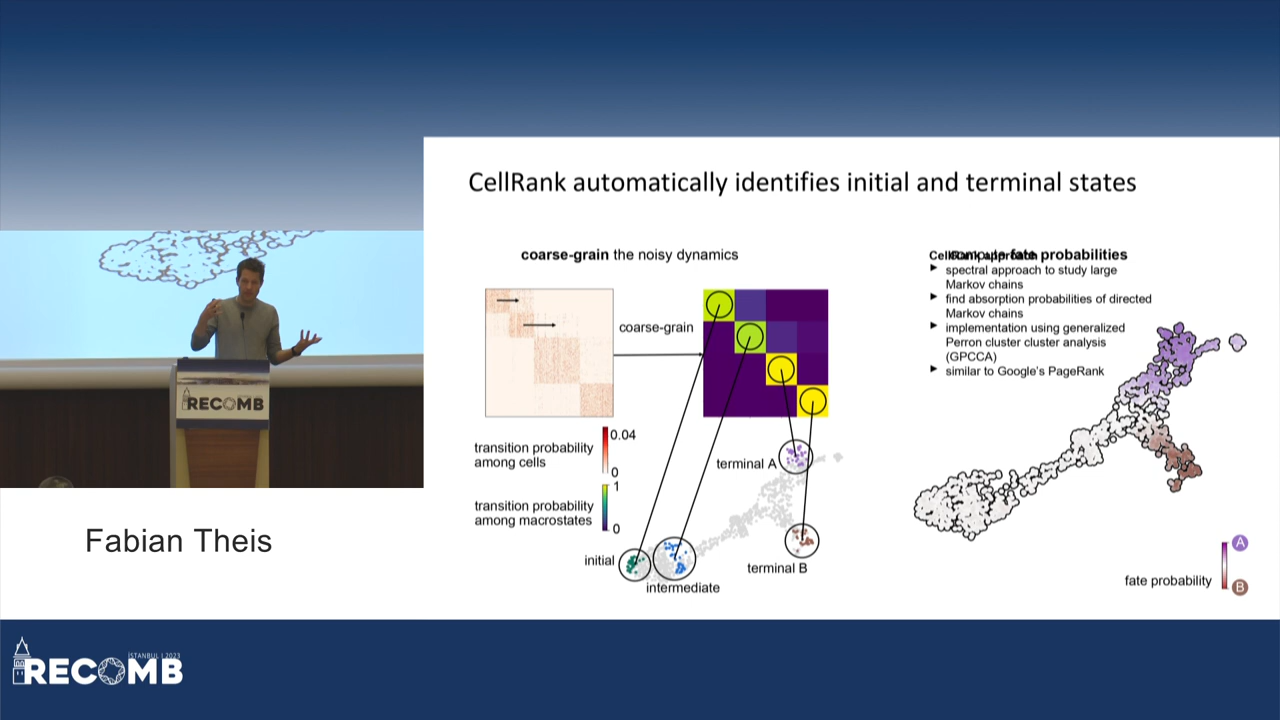 CellRank automatically identifies initial and terminal states
coarse-grain the noisy dynamics
coarse-grain
transition probability
among cells
0.04
0
transition probability
among macrostates
1
0
terminal A
initial
intermediate
terminal B
fate probabilities
► spectral approach to study large
Markov chains
► find absorption probabilities of directed
Markov chains
► implementation using generalized
Perron cluster cluster analysis
(GPCCA)
► similar to Google's PageRank
fate probability
A
B
RECOMB
Fabian Theis
İSTANBUL | 2023
RECOMB